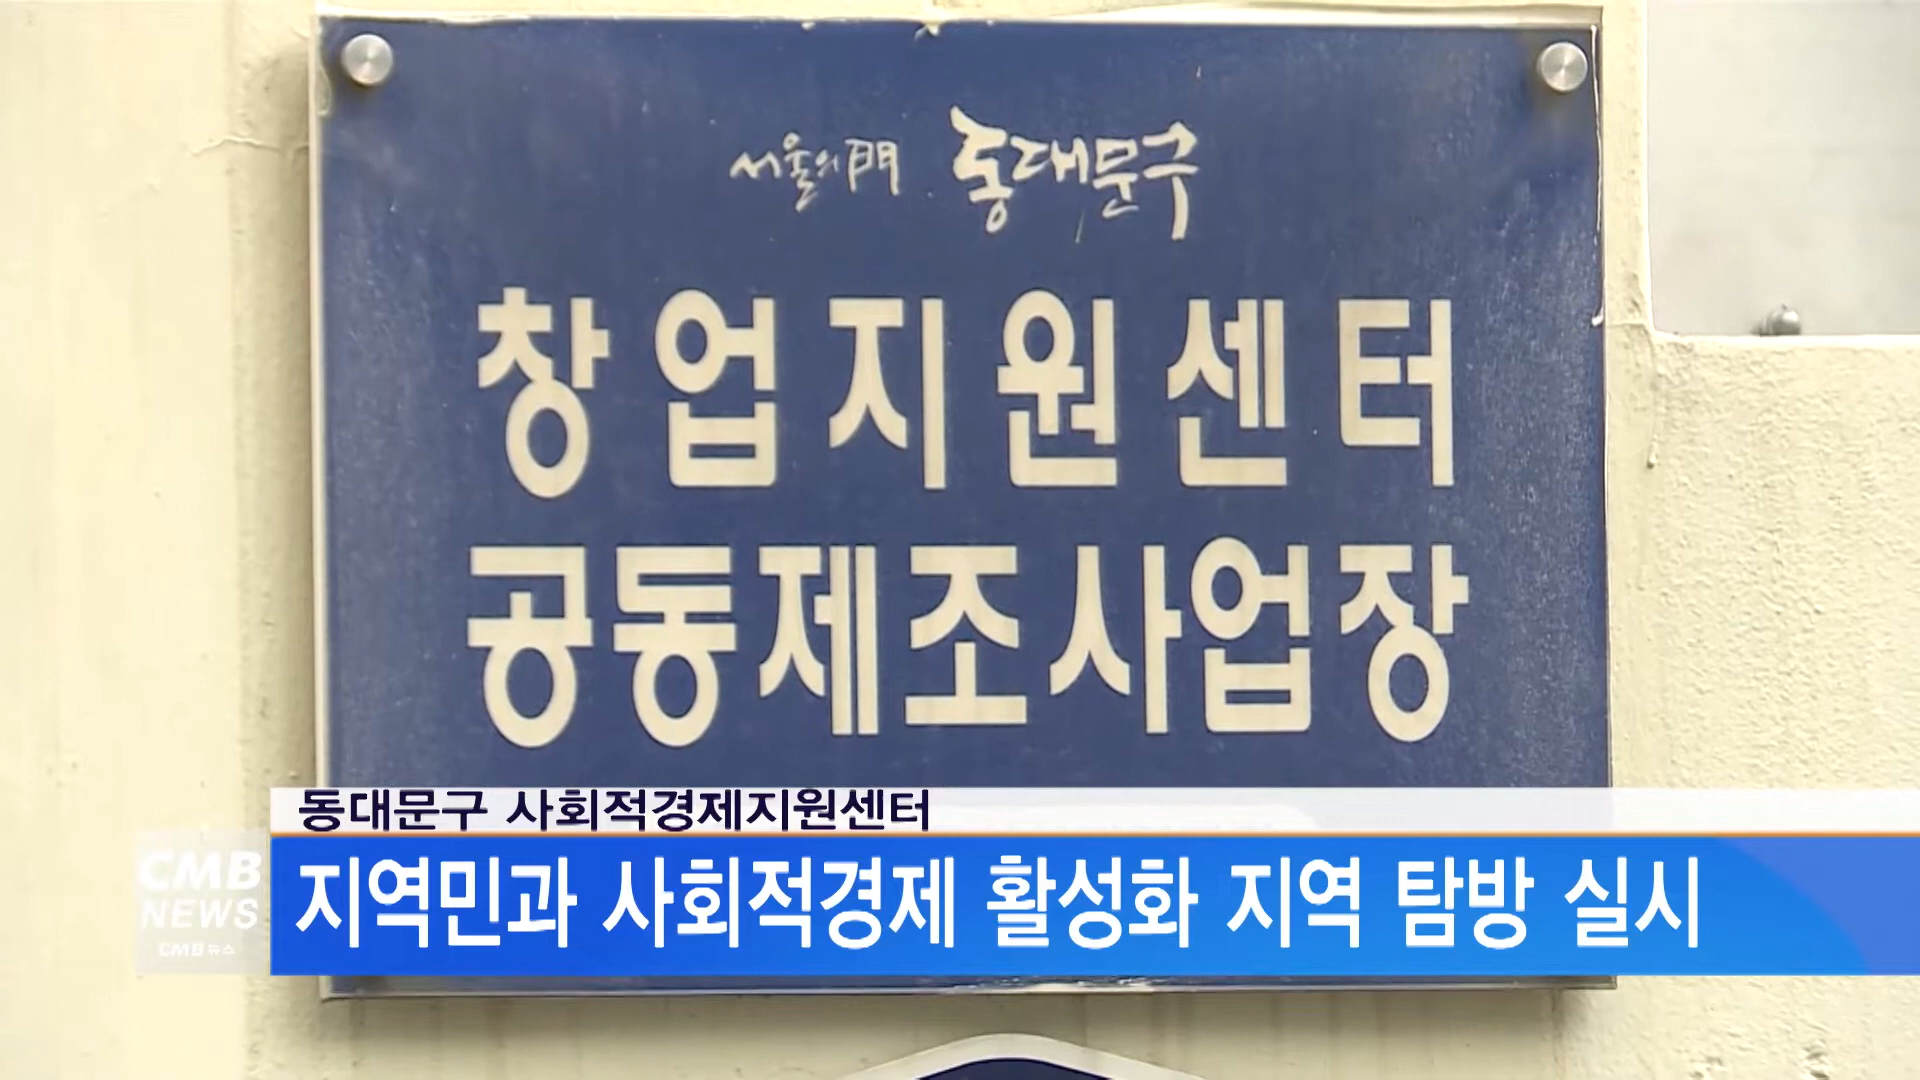 서울의門 동대문구
창업지원센터
공동제조사업장
동대문구 사회적경제지원센터
지역민과 사회적경제 활성화 지역 탐방 실시
CMB
NEWS
CMB 뉴스